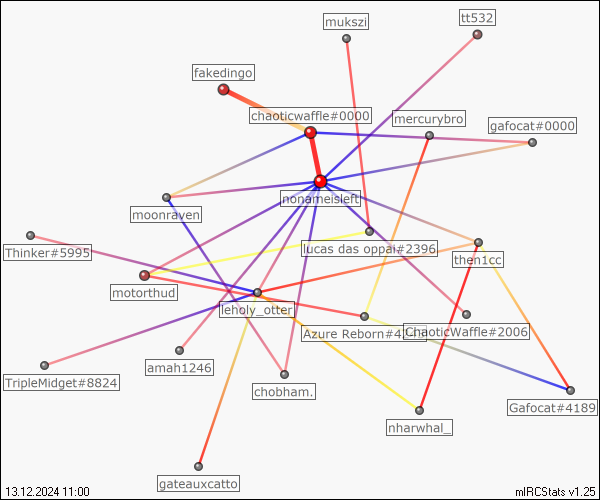 mukszi
tt532
fakedingo
chaoticwaffle#0000
mercurybro
gafocat#0000
nonameisleft
moonraven
lucas das oppai#2396
Thinker#5995
then1cc
motorthud
leholy_otter
Azure Reborn#4
ChaoticWaffle#2006
amah1246
TripleMidget#8824
chobham.
Gafocat#4189
nharwhal_
gateauxcatto
13.12.2024 11:00
mIRCStats v1.25